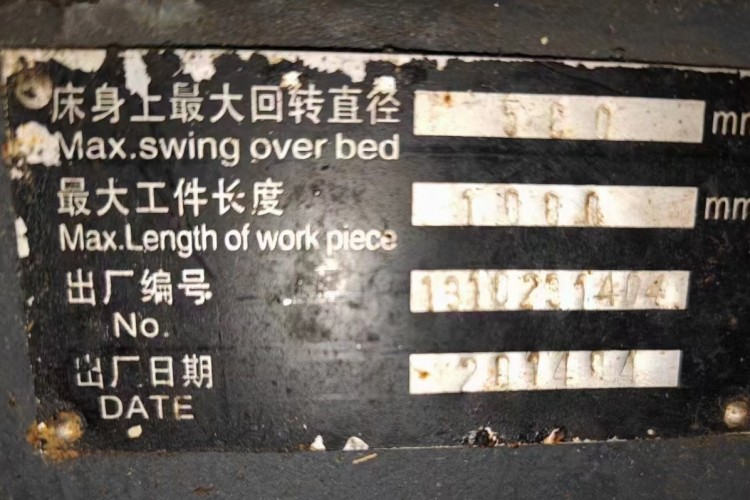 床身上最大回转直径 500 mm
Max.swing over bed
最大工件长度 1000 mm
Max.Length of work piece
出厂编号 1310231404
No.
出厂日期 201404
DATE